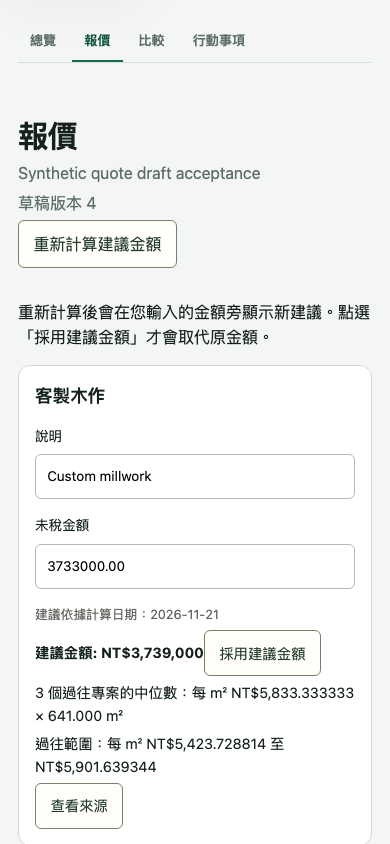 總覽 報價 比較 行動事項
報價
Synthetic quote draft acceptance
草稿版本 4
重新計算建議金額
重新計算後會在您輸入的金額旁顯示新建議。點選
「採用建議金額」才會取代原金額。
客製木作
說明
Custom millwork
未稅金額
3733000.00
建議依據計算日期：2026-11-21
建議金額: NT$3,739,000 採用建議金額
3 個過往專案的中位數：每 m² NT$5,833.333333
× 641.000 m²
過往範圍：每 m² NT$5,423.728814 至
NT$5,901.639344
查看來源